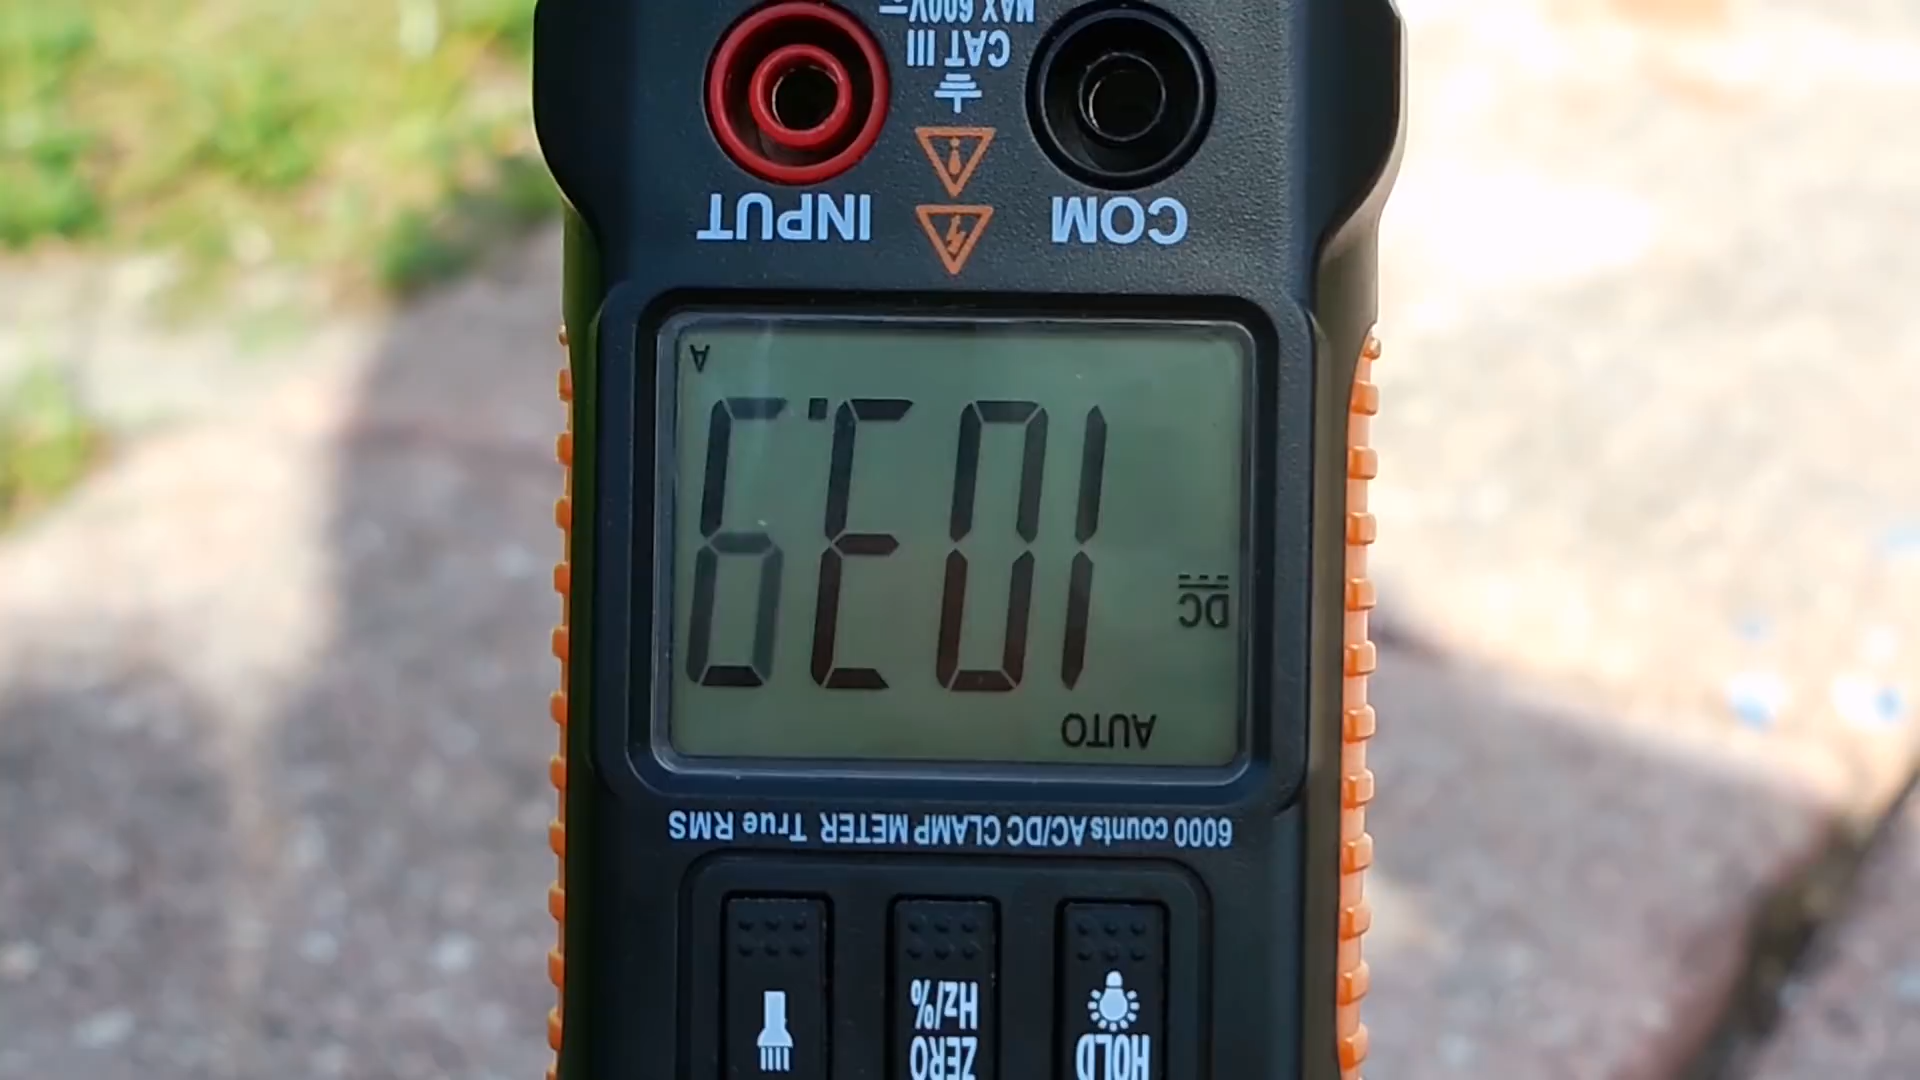 HOLD
ZERO
Hz/%
6000 counts AC/DC CLAMP METER True RMS
AUTO
DC
103.9
A
COM
INPUT
CAT III
MAX 600V